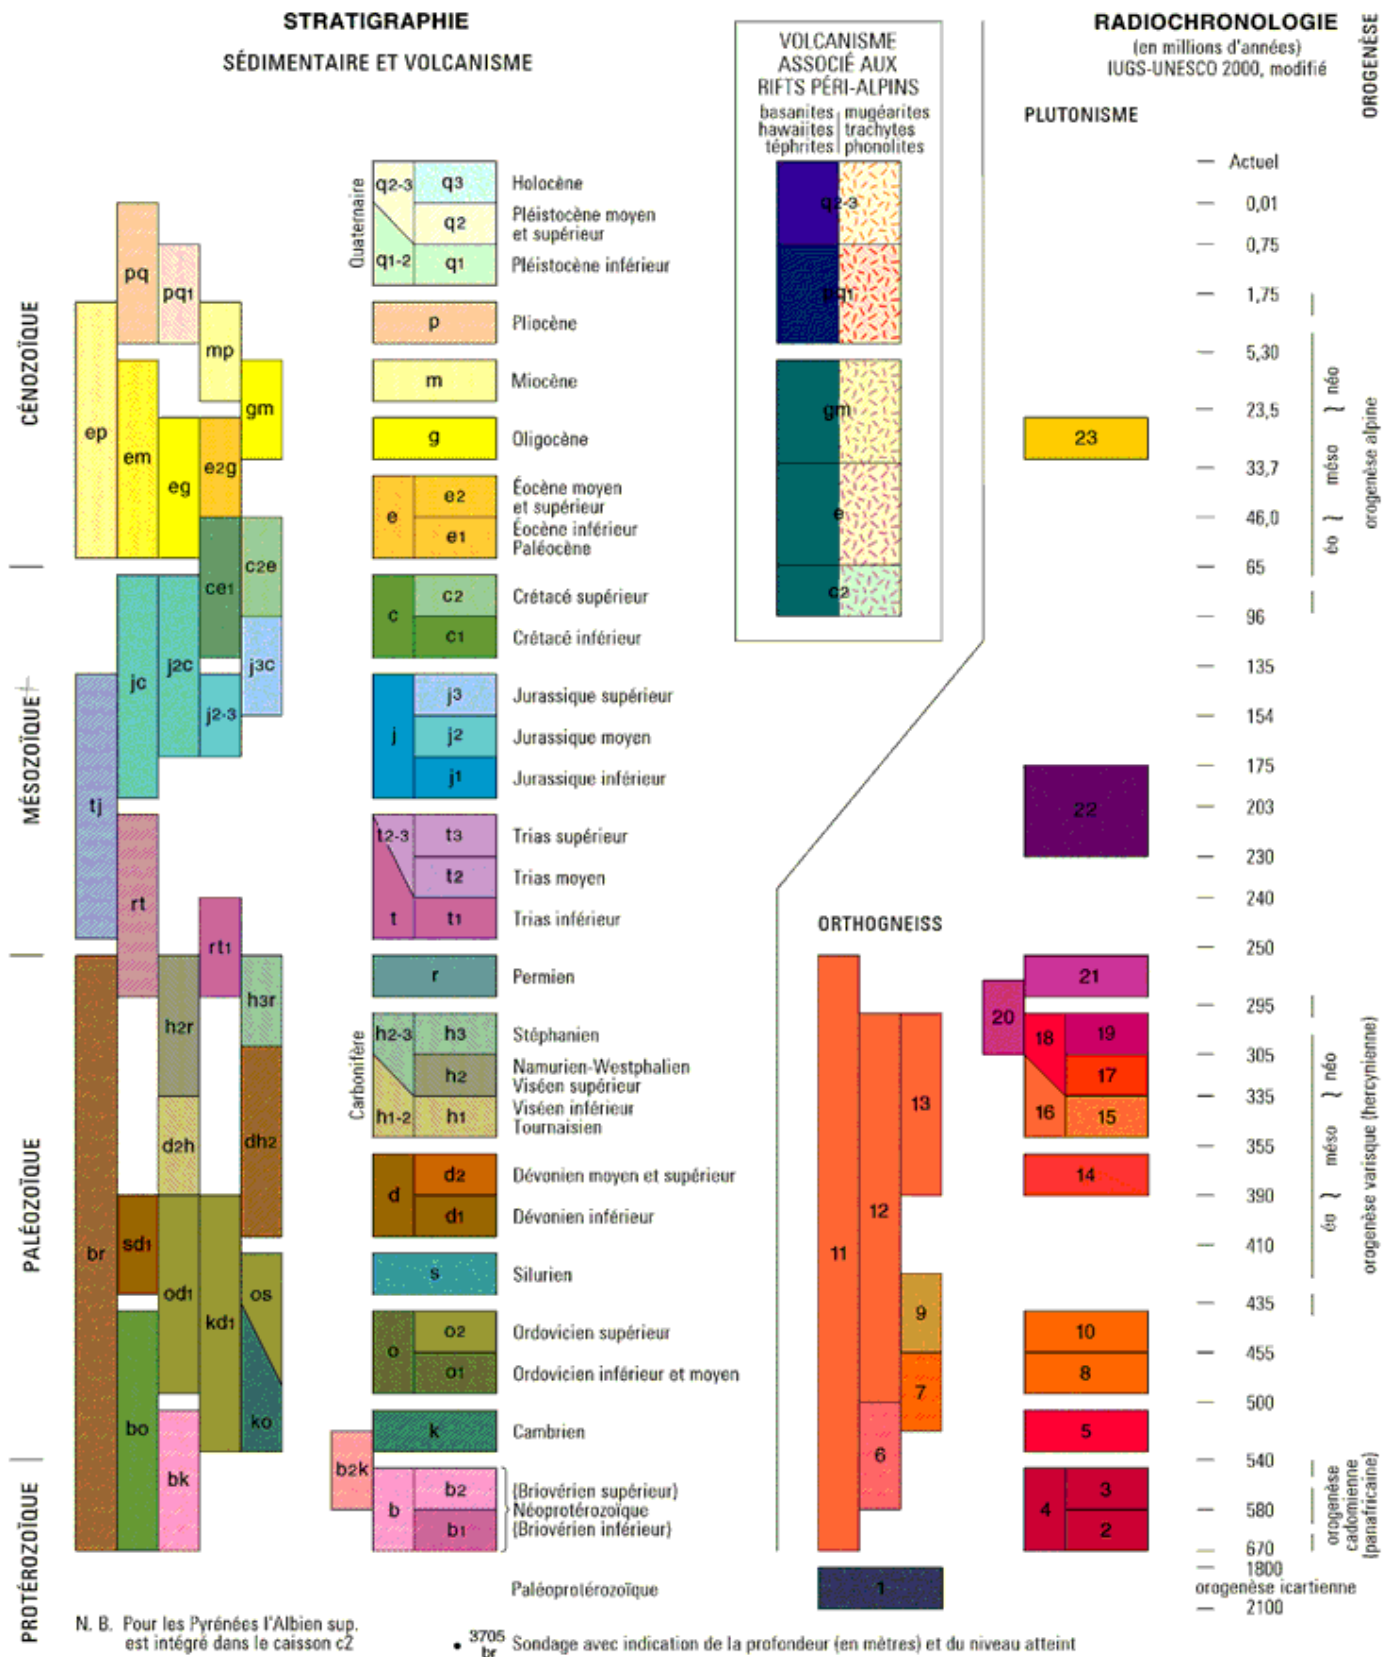 STRATIGRAPHIE
SÉDIMENTAIRE ET VOLCANISME
VOLCANISME
ASSOCIÉ AUX
RIFTS PÉRI-ALPINS
basanites
hawaiites
téphrites
mugéarites
trachytes
phonolites
RADIOCHRONOLOGIE
(en millions d'années)
IUGS-UNESCO 2000, modifié
PLUTONISME
OROGENÈSE
CÉNOZOÏQUE
MÉSOZOÏQUE
PALÉOZOÏQUE
PROTÉROZOÏQUE
pq
pq1
mp
gm
ep
em
eg
e2g
ce1
c2e
jc
j2c
j3c
j2-3
tj
rt
rt1
h2r
h3r
d2h
dh2
br
sd1
od1
kd1
os
ko
bo
bk
b2k
Quaternaire
q2-3
q3
Holocène
q2
Pléistocène moyen
et supérieur
q1-2
q1
Pléistocène inférieur
p
Pliocène
m
Miocène
g
Oligocène
e
e2
Éocène moyen
et supérieur
e1
Éocène inférieur
Paléocène
c
c2
Crétacé supérieur
c1
Crétacé inférieur
j
j3
Jurassique supérieur
j2
Jurassique moyen
j1
Jurassique inférieur
t2-3
t3
Trias supérieur
t2
Trias moyen
t
t1
Trias inférieur
r
Permien
Carbonifère
h2-3
h3
Stéphanien
h2
Namurien-Westphalien
Viséen supérieur
h1-2
h1
Viséen inférieur
Tournaisien
d
d2
Dévonien moyen et supérieur
d1
Dévonien inférieur
s
Silurien
o
o2
Ordovicien supérieur
o1
Ordovicien inférieur et moyen
k
Cambrien
b
b2
(Briovérien supérieur)
Néoprotérozoïque
b1
(Briovérien inférieur)
Paléoprotérozoïque
q2-3
pq1
gm
e
c2
ORTHOGNEISS
11
12
13
9
7
6
1
23
22
21
20
18
19
17
16
15
14
10
8
5
4
3
2
Actuel
0,01
0,75
1,75
5,30
23,5
33,7
46,0
65
96
135
154
175
203
230
240
250
295
305
335
355
390
410
435
455
500
540
580
670
1800
orogenèse icartienne
2100
éo ~ méso ~ néo
orogenèse alpine
éo ~ méso ~ néo
orogenèse varisque (hercynienne)
orogenèse
cadomienne
(panafricaine)
N. B. Pour les Pyrénées l'Albien sup.
est intégré dans le caisson c2
• 3705
br
Sondage avec indication de la profondeur (en mètres) et du niveau atteint